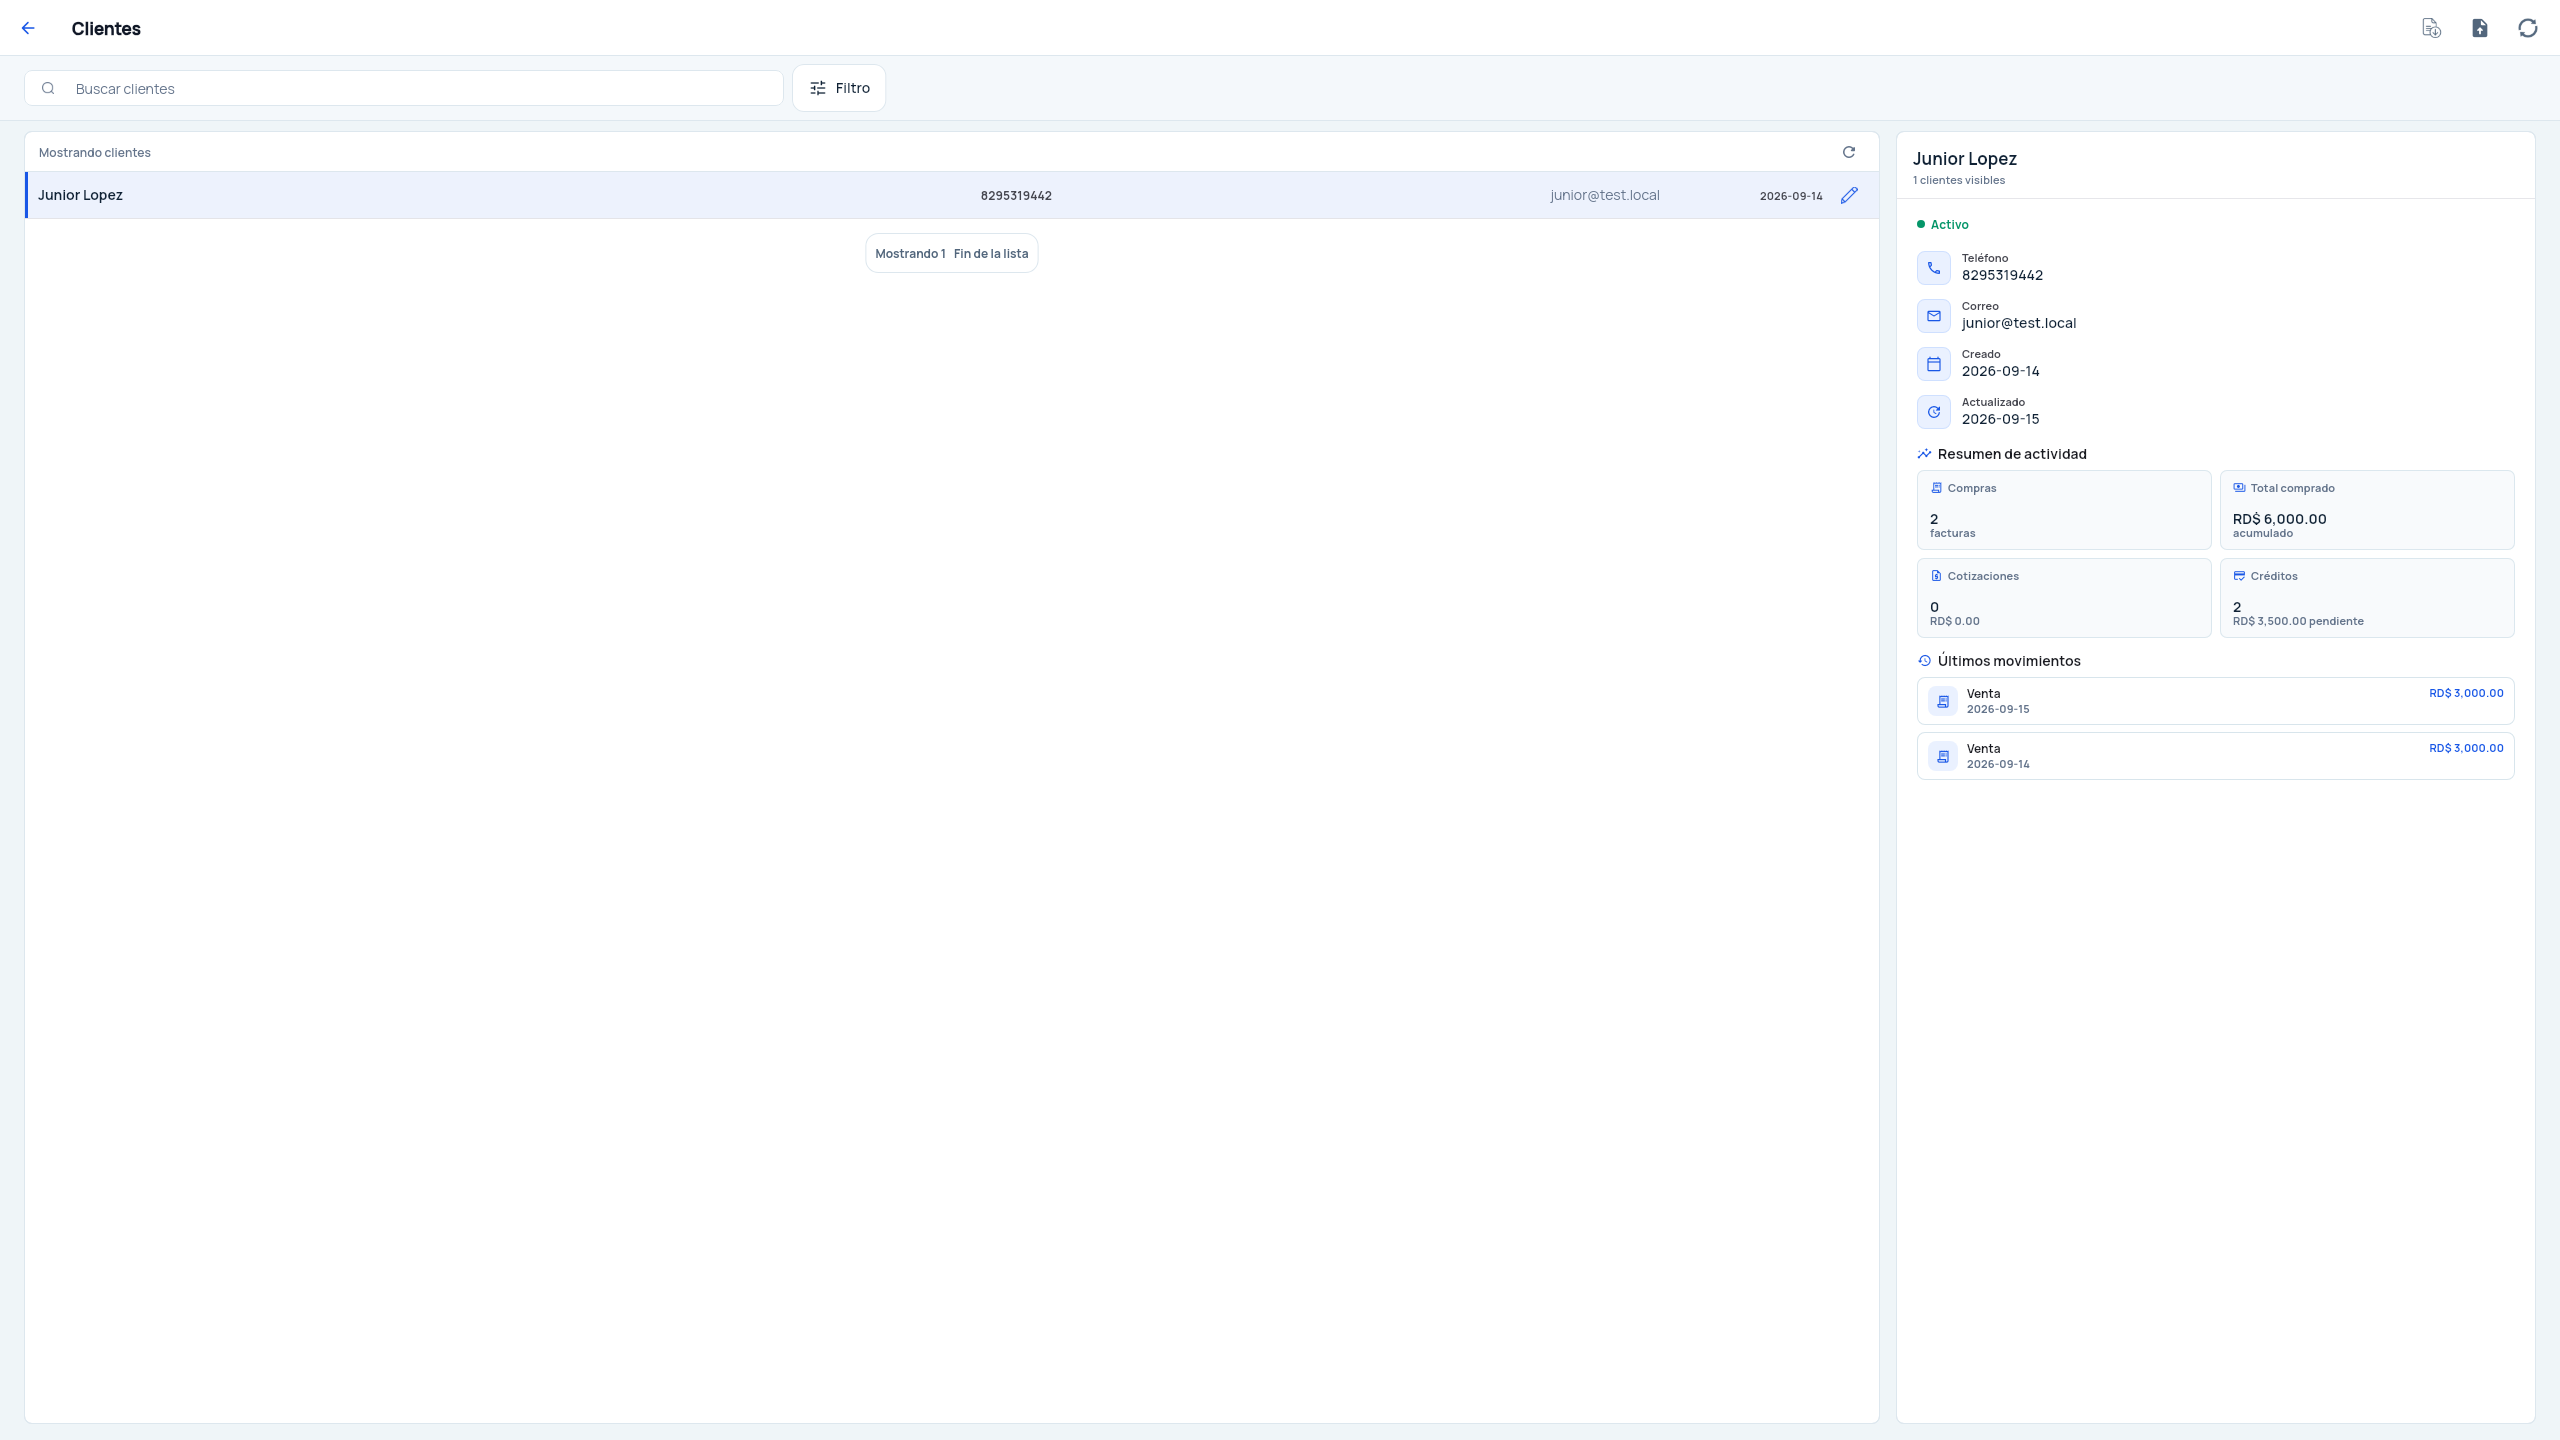 Clientes
Buscar clientes
Filtro
Mostrando clientes
Junior Lopez 8295319442 junior@test.local 2026-09-14
Mostrando 1 Fin de la lista
Junior Lopez
1 clientes visibles
Activo
Teléfono
8295319442
Correo
junior@test.local
Creado
2026-09-14
Actualizado
2026-09-15
Resumen de actividad
Compras
2
facturas
Total comprado
RD$ 6,000.00
acumulado
Cotizaciones
0
RD$ 0.00
Créditos
2
RD$ 3,500.00 pendiente
Últimos movimientos
Venta RD$ 3,000.00
2026-09-15
Venta RD$ 3,000.00
2026-09-14